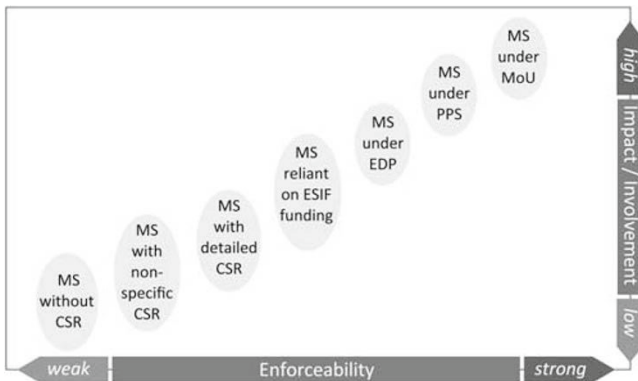 MS
under
MoU
MS
under
PPS
MS
under
EDP
MS
reliant
on ESIF
funding
MS
with
detailed
CSR
MS
with
non-
specific
CSR
MS
without
CSR
high
Impact / Involvement
low
weak
Enforceability
strong